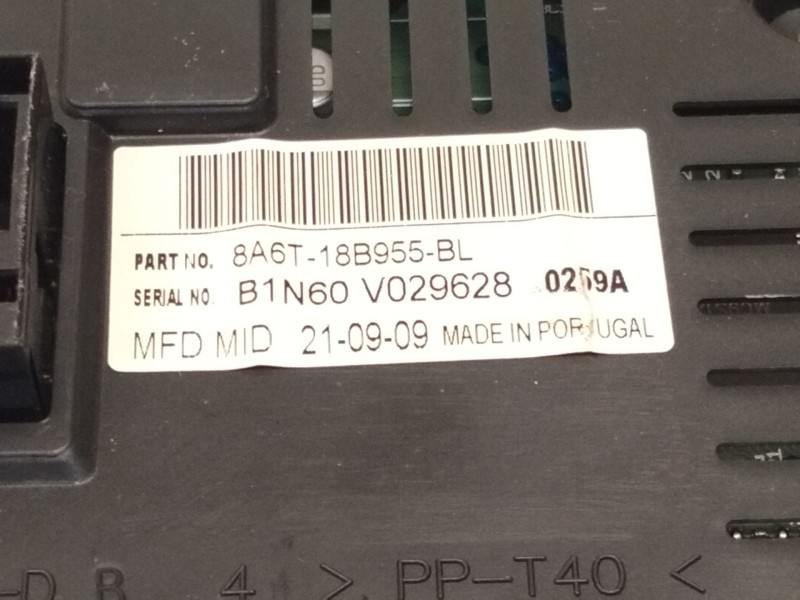 PART NO. 8A6T-18B955-BL
SERIAL NO. B1N60 V029628 0259A
MFD MID 21-09-09 MADE IN PORTUGAL
4 > PP-T40 <